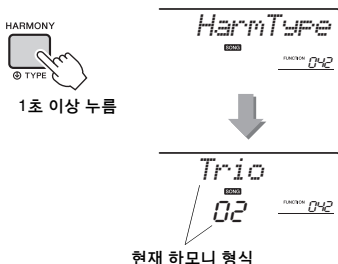 HARMONY
TYPE
1초 이상 누름
HarmType
SONG
FUNCTION 042
Trio
SONG
02
FUNCTION 042
현재 하모니 형식